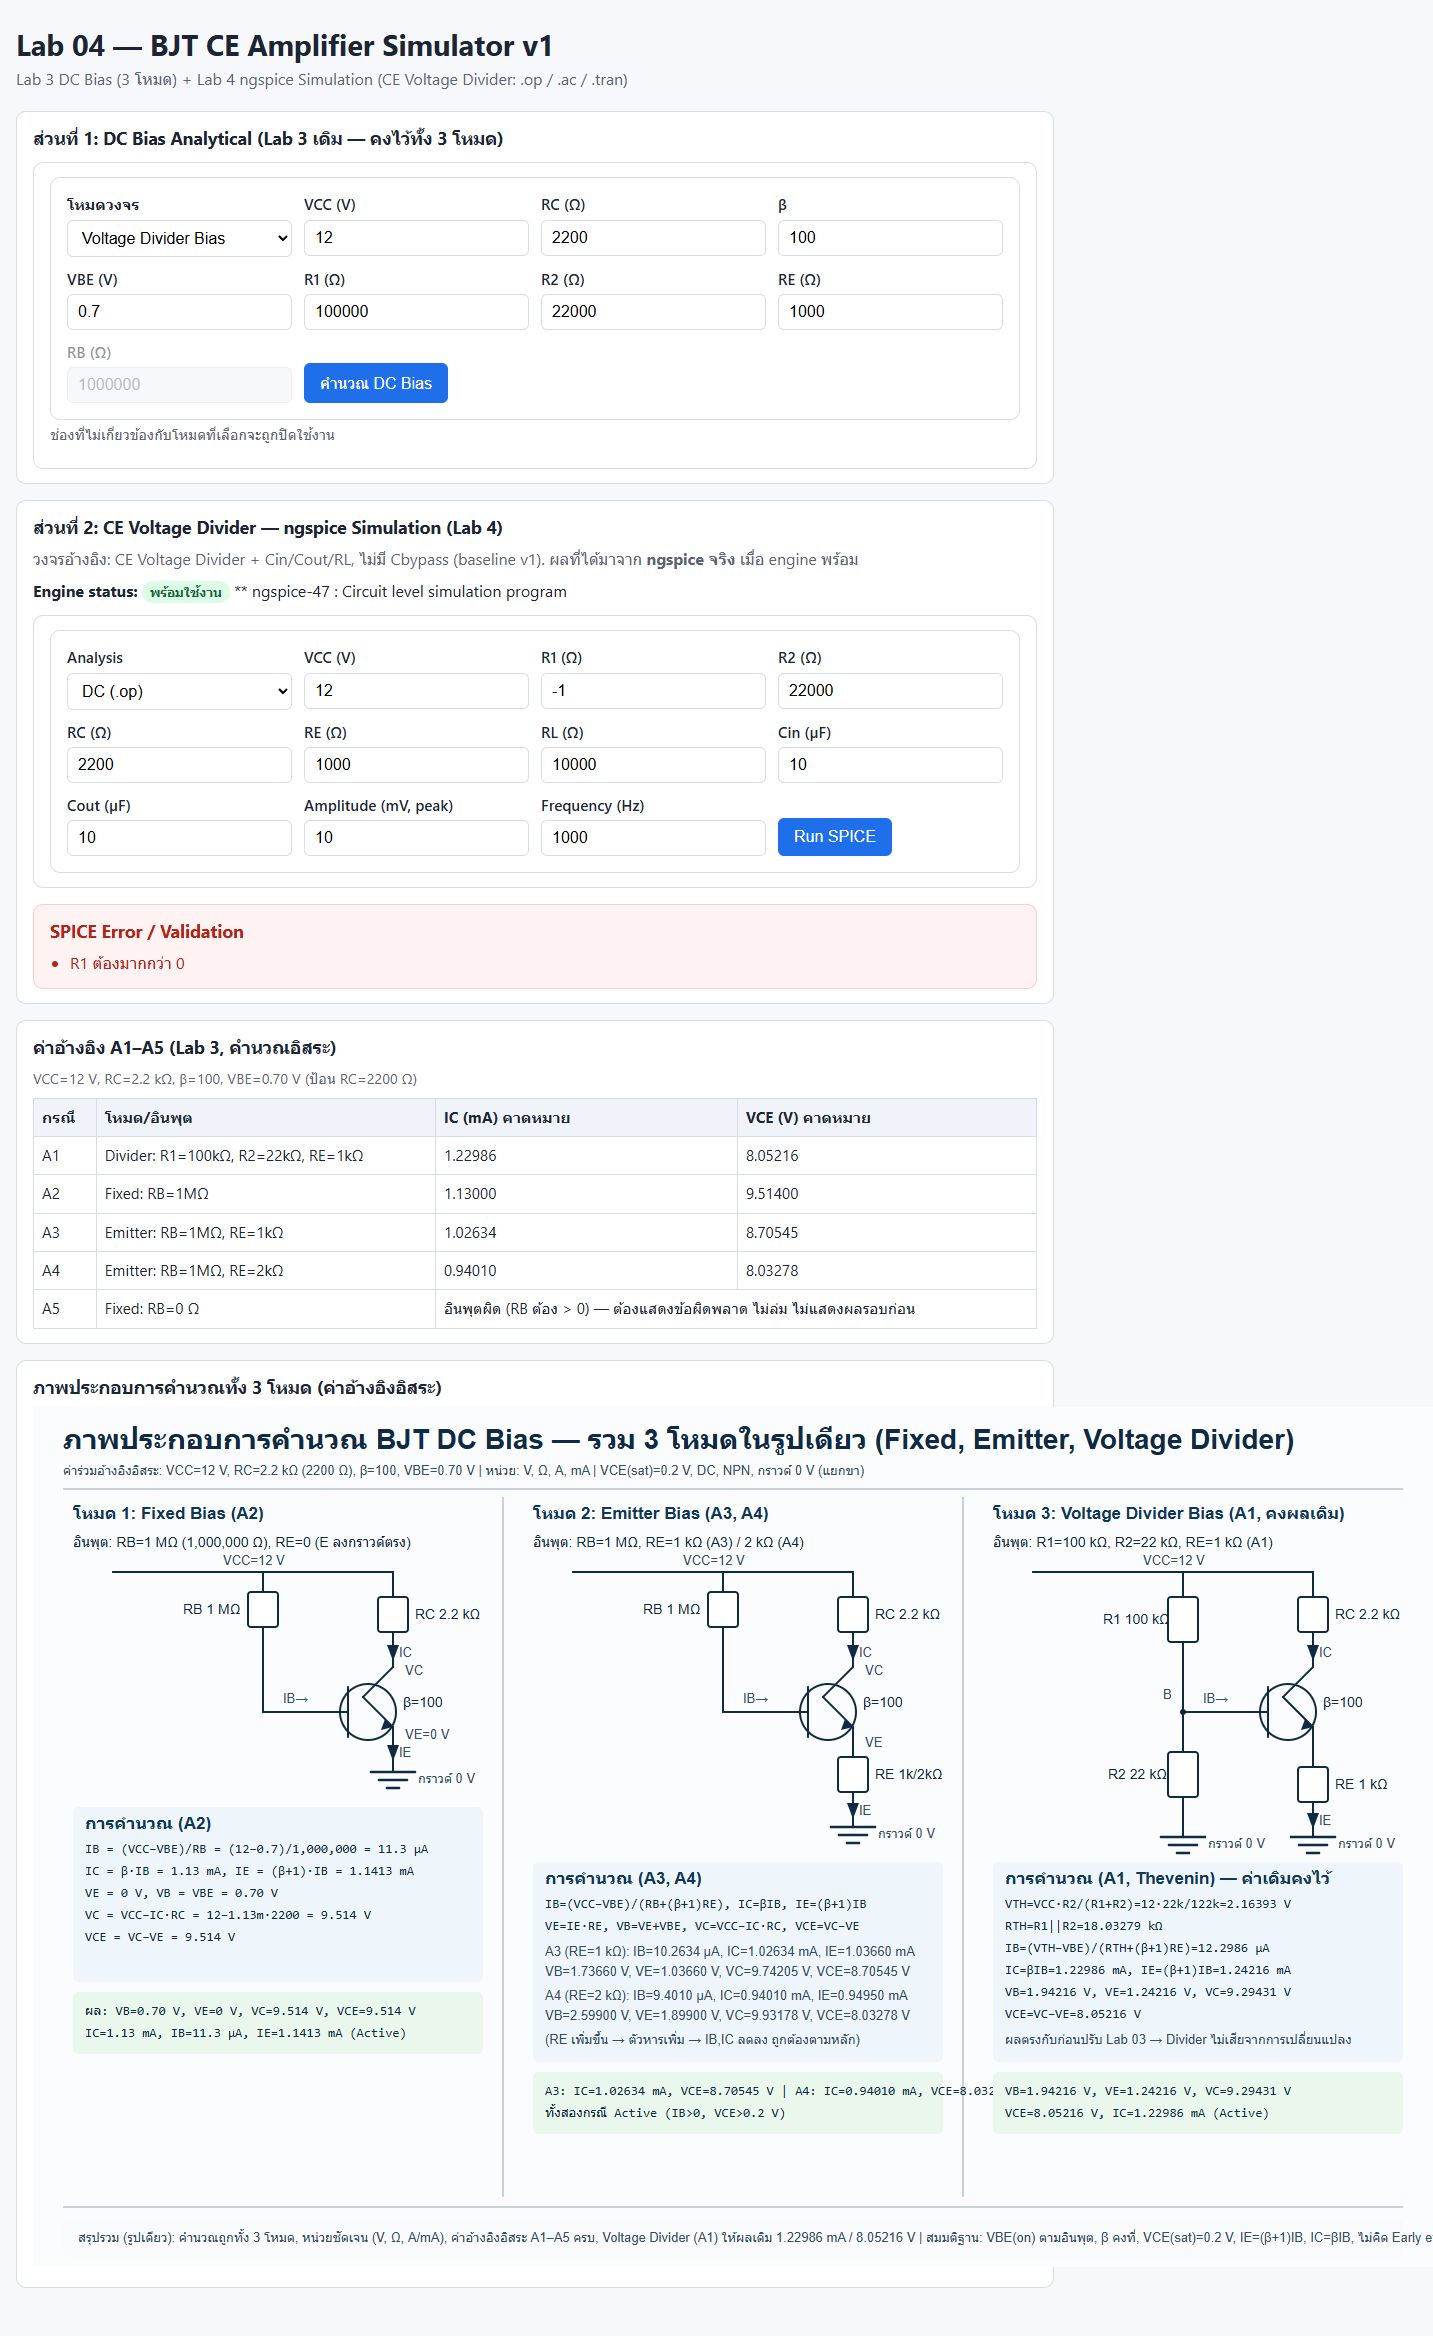 Lab 04 — BJT CE Amplifier Simulator v1
Lab 3 DC Bias (3 โหมด) + Lab 4 ngspice Simulation (CE Voltage Divider: .op / .ac / .tran)
ส่วนที่ 1: DC Bias Analytical (Lab 3 เดิม — คงไว้ทั้ง 3 โหมด)
โหมดวงจร VCC (V) RC (Ω) β
Voltage Divider Bias 12 2200 100
VBE (V) R1 (Ω) R2 (Ω) RE (Ω)
0.7 100000 22000 1000
RB (Ω)
1000000 คำนวณ DC Bias
ช่องที่ไม่เกี่ยวข้องกับโหมดที่เลือกจะถูกปิดใช้งาน
ส่วนที่ 2: CE Voltage Divider — ngspice Simulation (Lab 4)
วงจรอ้างอิง: CE Voltage Divider + Cin/Cout/RL, ไม่มี Cbypass (baseline v1). ผลที่ได้มาจาก ngspice จริง เมื่อ engine พร้อม
Engine status: พร้อมใช้งาน ** ngspice-47 : Circuit level simulation program
Analysis VCC (V) R1 (Ω) R2 (Ω)
DC (.op) 12 -1 22000
RC (Ω) RE (Ω) RL (Ω) Cin (µF)
2200 1000 10000 10
Cout (µF) Amplitude (mV, peak) Frequency (Hz)
10 10 1000 Run SPICE
SPICE Error / Validation
• R1 ต้องมากกว่า 0
ค่าอ้างอิง A1–A5 (Lab 3, คำนวณอิสระ)
VCC=12 V, RC=2.2 kΩ, β=100, VBE=0.70 V (ป้อน RC=2200 Ω)
กรณี โหมด/อินพุต IC (mA) คาดหมาย VCE (V) คาดหมาย
A1 Divider: R1=100kΩ, R2=22kΩ, RE=1kΩ 1.22986 8.05216
A2 Fixed: RB=1MΩ 1.13000 9.51400
A3 Emitter: RB=1MΩ, RE=1kΩ 1.02634 8.70545
A4 Emitter: RB=1MΩ, RE=2kΩ 0.94010 8.03278
A5 Fixed: RB=0 Ω อินพุตผิด (RB ต้อง > 0) — ต้องแสดงข้อผิดพลาด ไม่ล่ม ไม่แสดงผลรอบก่อน
ภาพประกอบการคำนวณทั้ง 3 โหมด (ค่าอ้างอิงอิสระ)
ภาพประกอบการคำนวณ BJT DC Bias — รวม 3 โหมดในรูปเดียว (Fixed, Emitter, Voltage Divider)
ค่าร่วมอ้างอิงอิสระ: VCC=12 V, RC=2.2 kΩ (2200 Ω), β=100, VBE=0.70 V | หน่วย: V, Ω, A, mA | VCE(sat)=0.2 V, DC, NPN, กราวด์ 0 V (แยกขา)
โหมด 1: Fixed Bias (A2)
อินพุต: RB=1 MΩ (1,000,000 Ω), RE=0 (E ลงกราวด์ตรง)
VCC=12 V
RB 1 MΩ
RC 2.2 kΩ
IC
VC
IB→
β=100
VE=0 V
IE
กราวด์ 0 V
การคำนวณ (A2)
IB = (VCC−VBE)/RB = (12−0.7)/1,000,000 = 11.3 µA
IC = β·IB = 1.13 mA, IE = (β+1)·IB = 1.1413 mA
VE = 0 V, VB = VBE = 0.70 V
VC = VCC−IC·RC = 12−1.13m·2200 = 9.514 V
VCE = VC−VE = 9.514 V
ผล: VB=0.70 V, VE=0 V, VC=9.514 V, VCE=9.514 V
IC=1.13 mA, IB=11.3 µA, IE=1.1413 mA (Active)
โหมด 2: Emitter Bias (A3, A4)
อินพุต: RB=1 MΩ, RE=1 kΩ (A3) / 2 kΩ (A4)
VCC=12 V
RB 1 MΩ
RC 2.2 kΩ
IC
VC
IB→
β=100
VE
RE 1k/2kΩ
IE
กราวด์ 0 V
การคำนวณ (A3, A4)
IB=(VCC−VBE)/(RB+(β+1)RE), IC=βIB, IE=(β+1)IB
VE=IE·RE, VB=VE+VBE, VC=VCC−IC·RC, VCE=VC−VE
A3 (RE=1 kΩ): IB=10.2634 µA, IC=1.02634 mA, IE=1.03660 mA
VB=1.73660 V, VE=1.03660 V, VC=9.74205 V, VCE=8.70545 V
A4 (RE=2 kΩ): IB=9.4010 µA, IC=0.94010 mA, IE=0.94950 mA
VB=2.59900 V, VE=1.89900 V, VC=9.93178 V, VCE=8.03278 V
(RE เพิ่มขึ้น → ตัวหารเพิ่ม → IB,IC ลดลง ถูกต้องตามหลัก)
A3: IC=1.02634 mA, VCE=8.70545 V | A4: IC=0.94010 mA, VCE=8.032
ทั้งสองกรณี Active (IB>0, VCE>0.2 V)
โหมด 3: Voltage Divider Bias (A1, คงผลเดิม)
อินพุต: R1=100 kΩ, R2=22 kΩ, RE=1 kΩ (A1)
VCC=12 V
R1 100 kΩ
RC 2.2 kΩ
IC
B
IB→
β=100
R2 22 kΩ
RE 1 kΩ
IE
กราวด์ 0 V
กราวด์ 0 V
การคำนวณ (A1, Thevenin) — ค่าเดิมคงไว้
VTH=VCC·R2/(R1+R2)=12·22k/122k=2.16393 V
RTH=R1||R2=18.03279 kΩ
IB=(VTH−VBE)/(RTH+(β+1)RE)=12.2986 µA
IC=βIB=1.22986 mA, IE=(β+1)IB=1.24216 mA
VB=1.94216 V, VE=1.24216 V, VC=9.29431 V
VCE=VC−VE=8.05216 V
ผลตรงกับก่อนปรับ Lab 03 → Divider ไม่เสียจากการเปลี่ยนแปลง
VB=1.94216 V, VE=1.24216 V, VC=9.29431 V
VCE=8.05216 V, IC=1.22986 mA (Active)
สรุปรวม (รูปเดียว): คำนวณถูกทั้ง 3 โหมด, หน่วยชัดเจน (V, Ω, A/mA), ค่าอ้างอิงอิสระ A1–A5 ครบ, Voltage Divider (A1) ให้ผลเดิม 1.22986 mA / 8.05216 V | สมมติฐาน: VBE(on) ตามอินพุต, β คงที่, VCE(sat)=0.2 V, IE=(β+1)IB, IC=βIB, ไม่คิด Early e